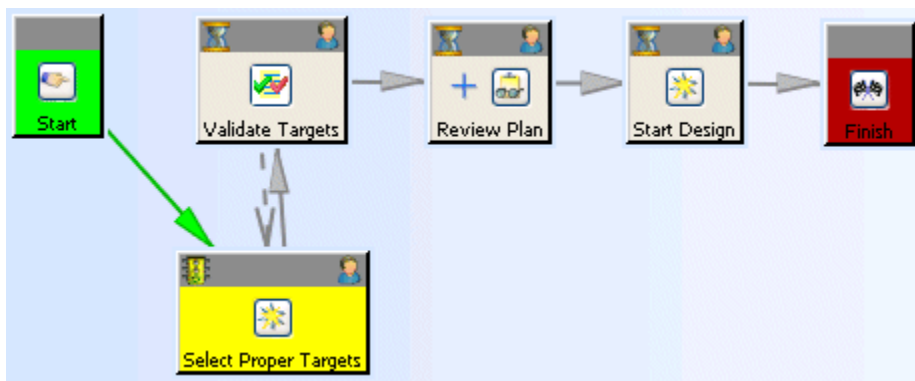 Start
Validate Targets
Review Plan
Start Design
Finish
Select Proper Targets